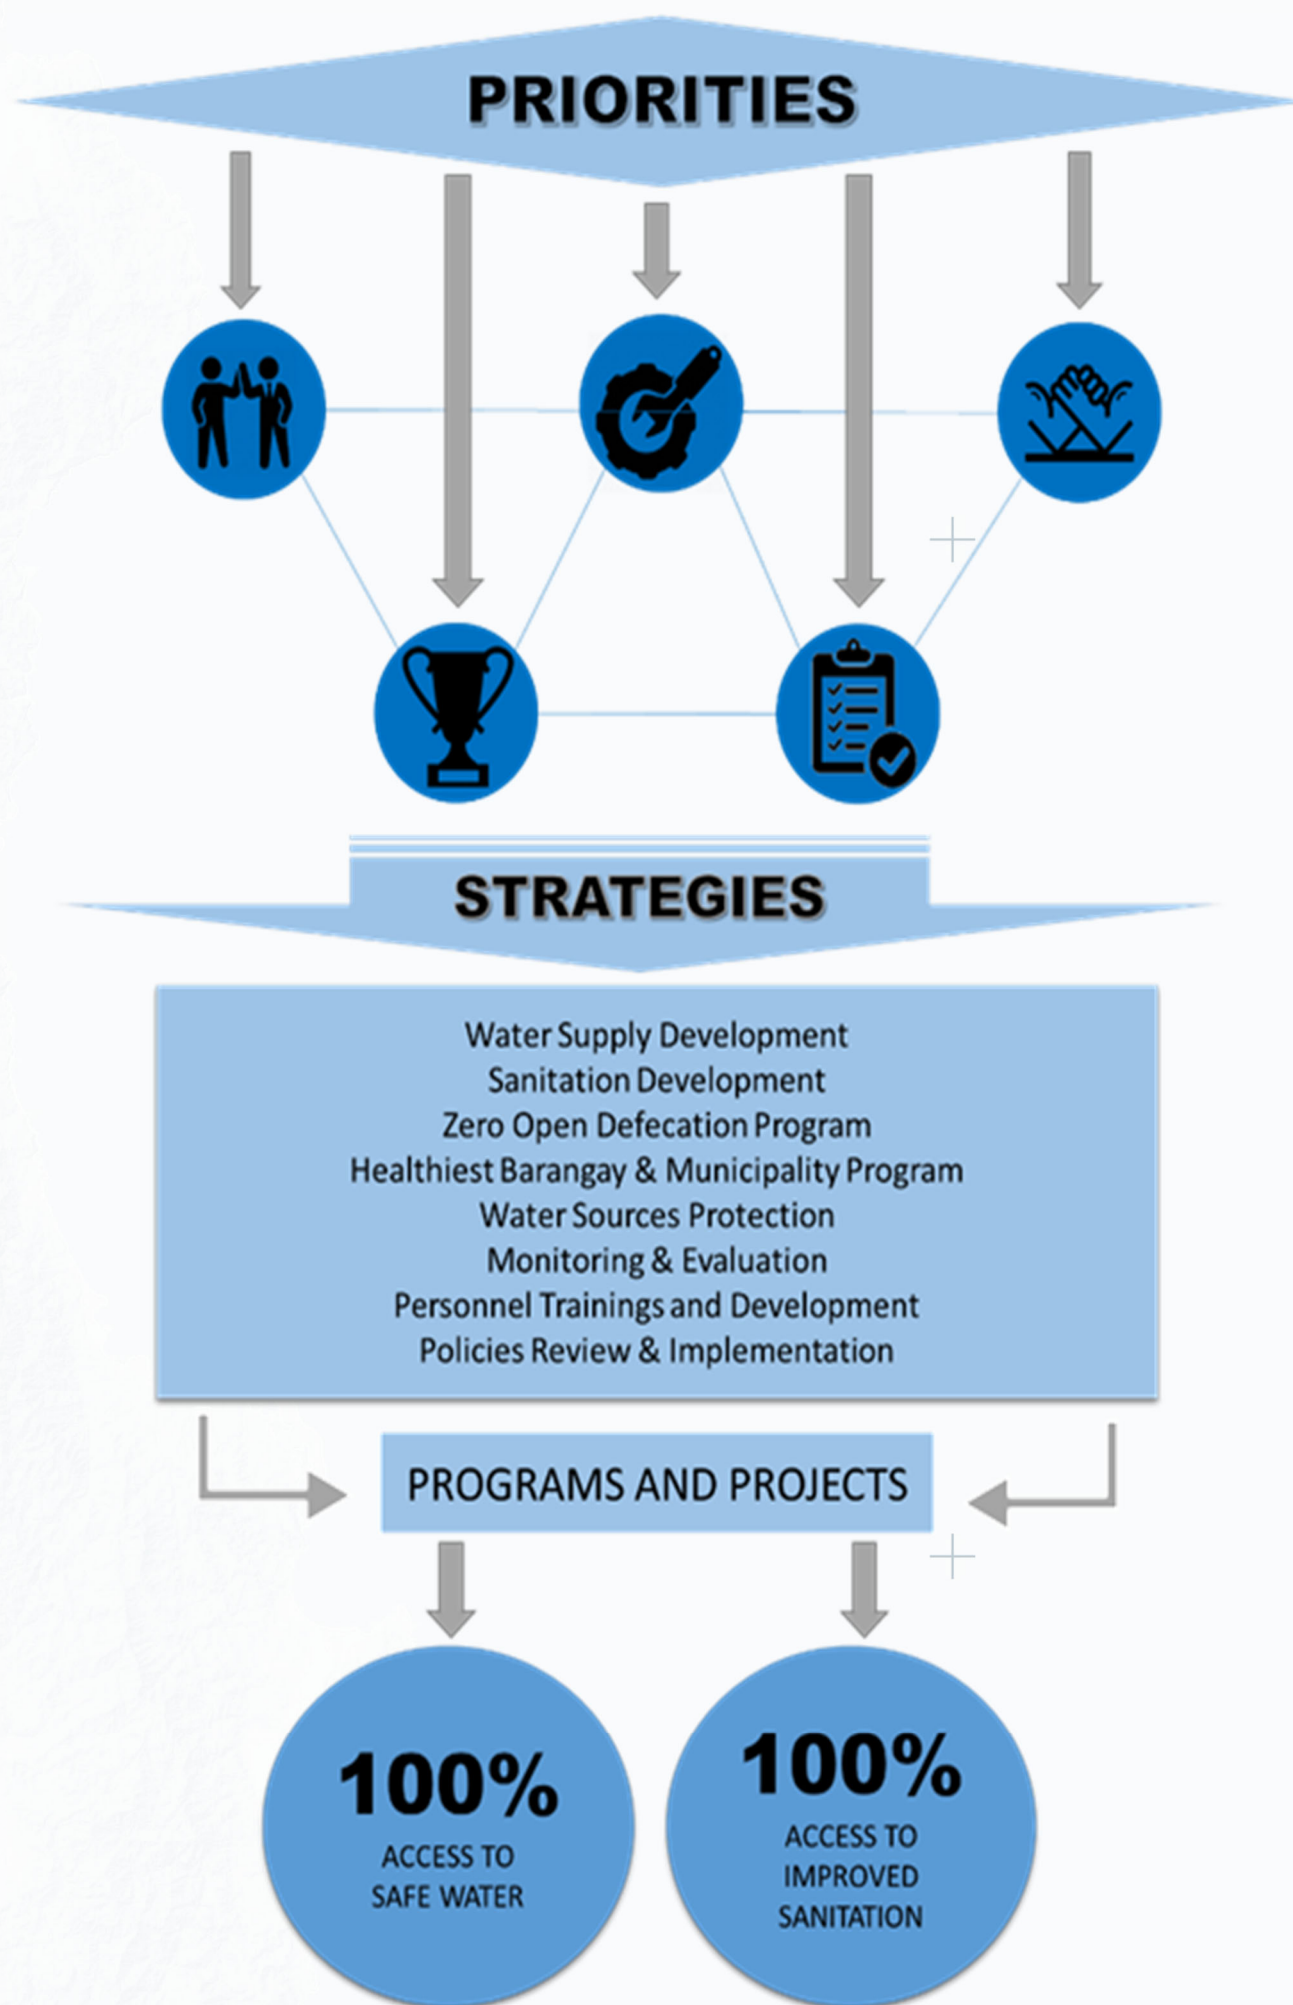 PRIORITIES
STRATEGIES
Water Supply Development
Sanitation Development
Zero Open Defecation Program
Healthiest Barangay & Municipality Program
Water Sources Protection
Monitoring & Evaluation
Personnel Trainings and Development
Policies Review & Implementation
PROGRAMS AND PROJECTS
100%
ACCESS TO
SAFE WATER
100%
ACCESS TO
IMPROVED
SANITATION